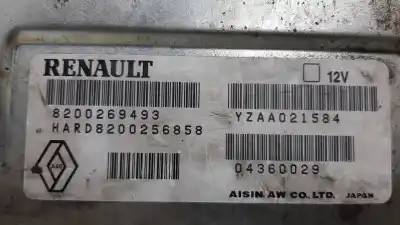 RENAULT
12V
8200269493
YZAA021584
HARD8200256858
04360029
AISIN AW CO. LTD. JAPAN